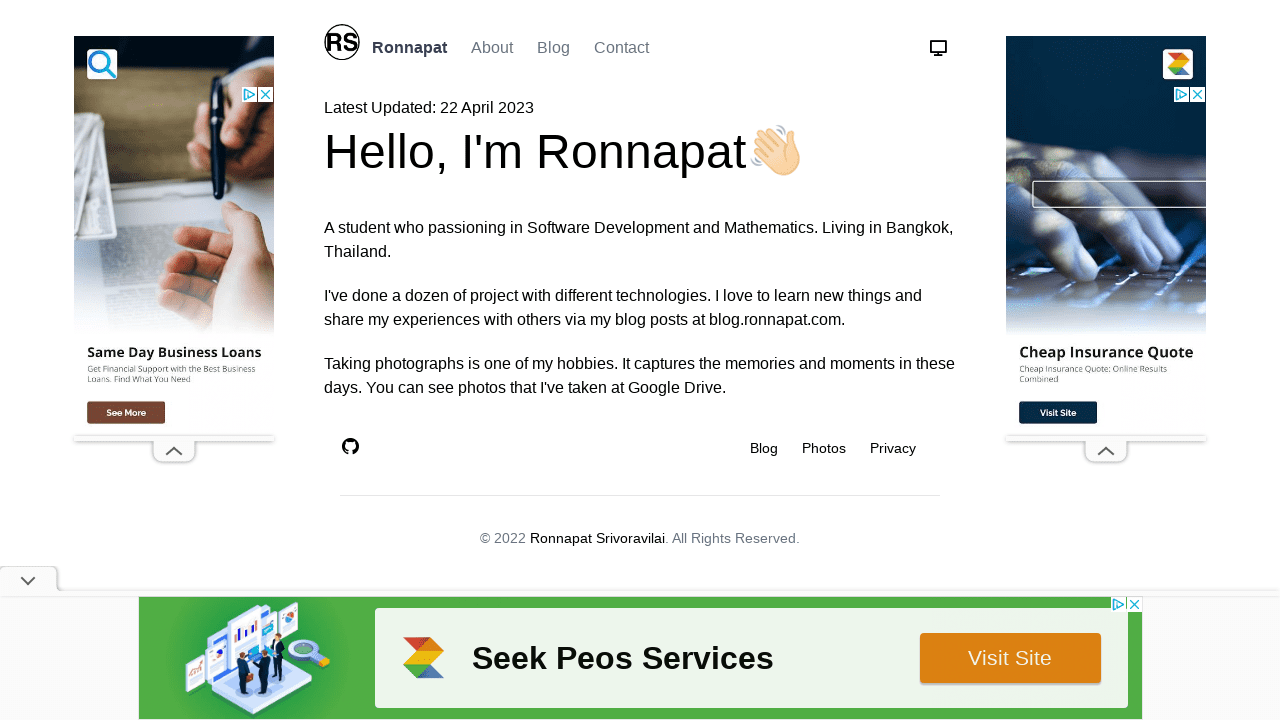 RS
Ronnapat About Blog Contact
Latest Updated: 22 April 2023
Hello, I'm Ronnapat👋🏻
A student who passioning in Software Development and Mathematics. Living in Bangkok,
Thailand.
I've done a dozen of project with different technologies. I love to learn new things and
share my experiences with others via my blog posts at blog.ronnapat.com.
Taking photographs is one of my hobbies. It captures the memories and moments in these
days. You can see photos that I've taken at Google Drive.
Blog Photos Privacy
© 2022 Ronnapat Srivoravilai. All Rights Reserved.
Same Day Business Loans
Get Financial Support with the Best Business
Loans. Find What You Need
See More
Cheap Insurance Quote
Cheap Insurance Quote: Online Results
Combined
Visit Site
Seek Peos Services
Visit Site